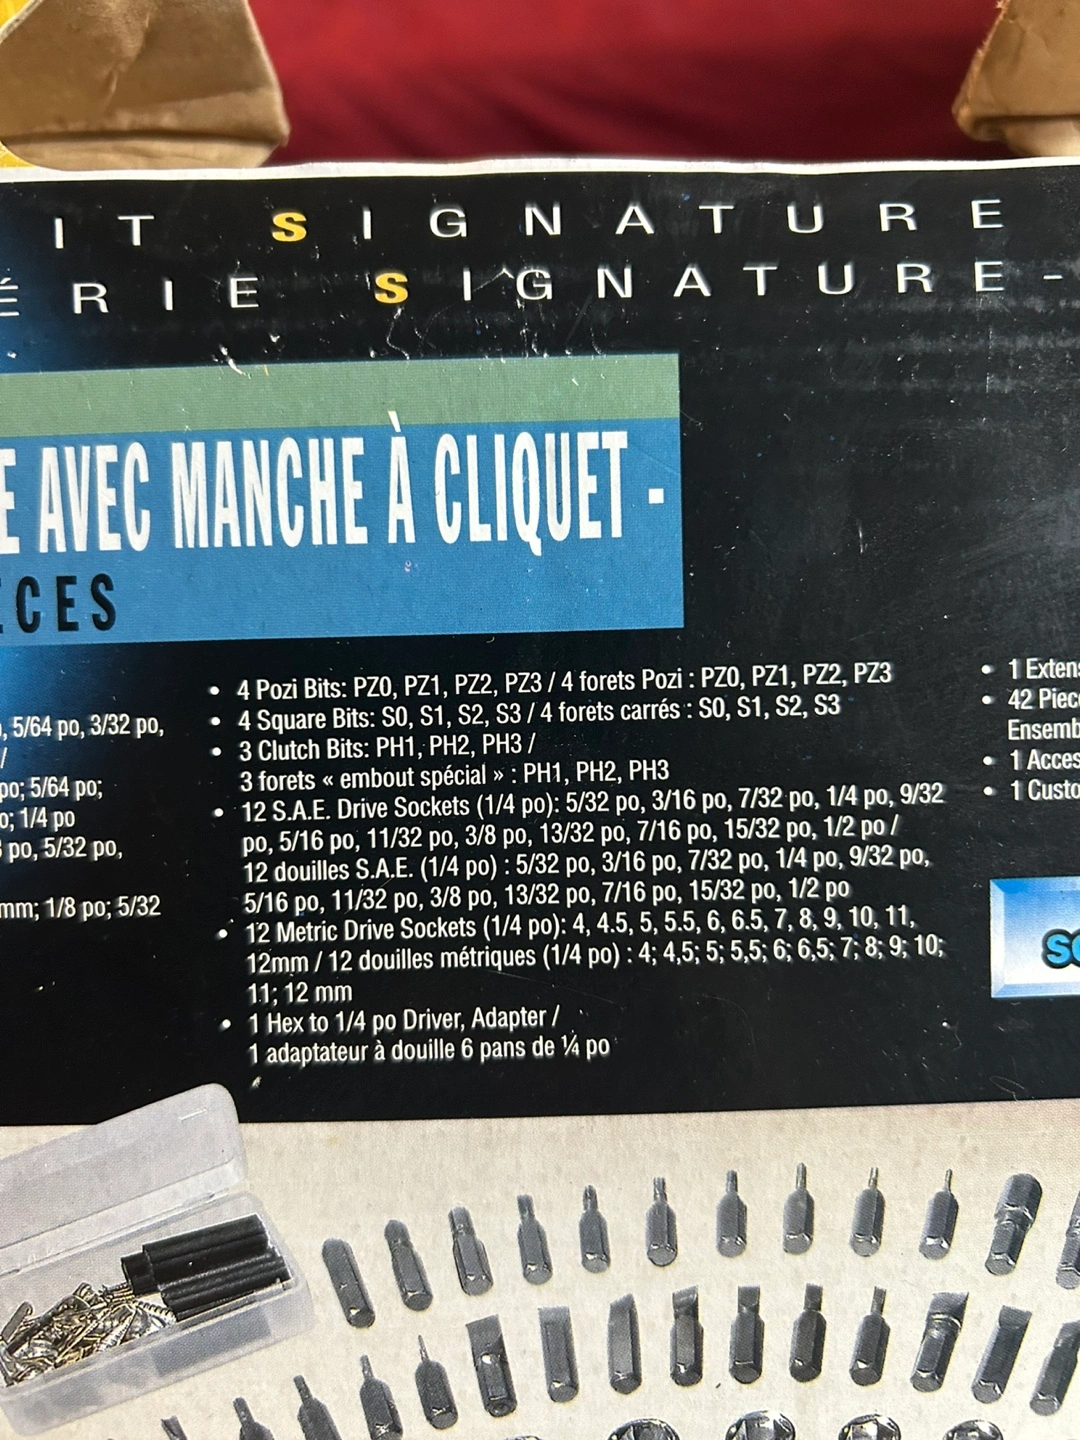 IT SIGNATURE
ÉRIE SIGNATURE-
E AVEC MANCHE À CLIQUET -
ECES
, 5/64 po, 3/32 po,
/
po; 5/64 po;
o; 1/4 po
po, 5/32 po,
mm; 1/8 po; 5/32
• 4 Pozi Bits: PZ0, PZ1, PZ2, PZ3 / 4 forets Pozi : PZ0, PZ1, PZ2, PZ3
• 4 Square Bits: S0, S1, S2, S3 / 4 forets carrés : S0, S1, S2, S3
• 3 Clutch Bits: PH1, PH2, PH3 /
3 forets « embout spécial » : PH1, PH2, PH3
• 12 S.A.E. Drive Sockets (1/4 po): 5/32 po, 3/16 po, 7/32 po, 1/4 po, 9/32
po, 5/16 po, 11/32 po, 3/8 po, 13/32 po, 7/16 po, 15/32 po, 1/2 po /
12 douilles S.A.E. (1/4 po) : 5/32 po, 3/16 po, 7/32 po, 1/4 po, 9/32 po,
5/16 po, 11/32 po, 3/8 po, 13/32 po, 7/16 po, 15/32 po, 1/2 po
• 12 Metric Drive Sockets (1/4 po): 4, 4.5, 5, 5.5, 6, 6.5, 7, 8, 9, 10, 11,
12mm / 12 douilles métriques (1/4 po) : 4; 4,5; 5; 5,5; 6; 6,5; 7; 8; 9; 10;
11; 12 mm
• 1 Hex to 1/4 po Driver, Adapter /
1 adaptateur à douille 6 pans de ¼ po
• 1 Extens
• 42 Piec
Ensemb
• 1 Acces
• 1 Custo